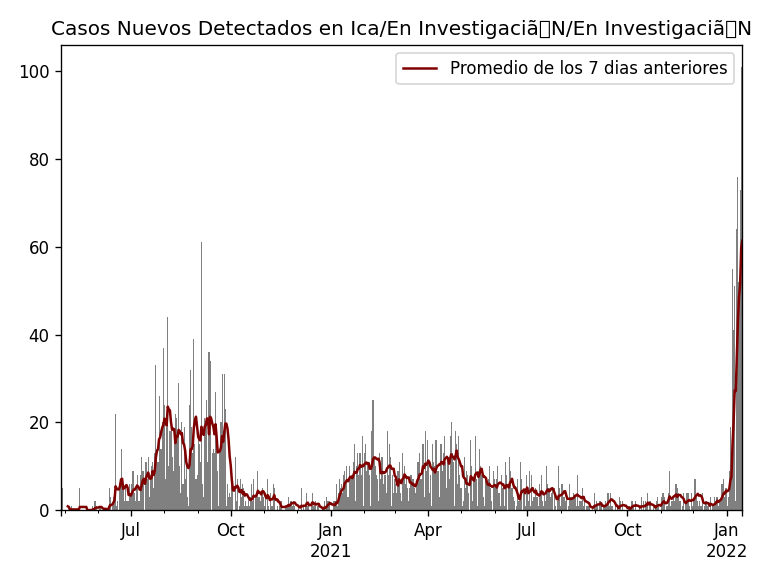 Casos Nuevos Detectados en Ica/En Investigaciã▯N/En Investigaciã▯N
Promedio de los 7 dias anteriores
100
80
60
40
20
0
Jul Oct Jan Apr Jul Oct Jan
2021 2022